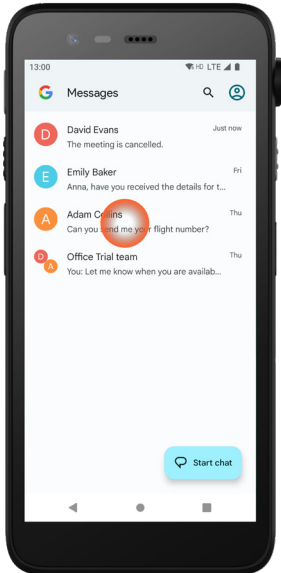 13:00
HD LTE
Messages
David Evans
Just now
The meeting is cancelled.
Emily Baker
Fri
Anna, have you received the details for t...
Adam Collins
Thu
Can you send me your flight number?
Office Trial team
Thu
You: Let me know when you are availab...
Start chat
D
E
A
D
A
G